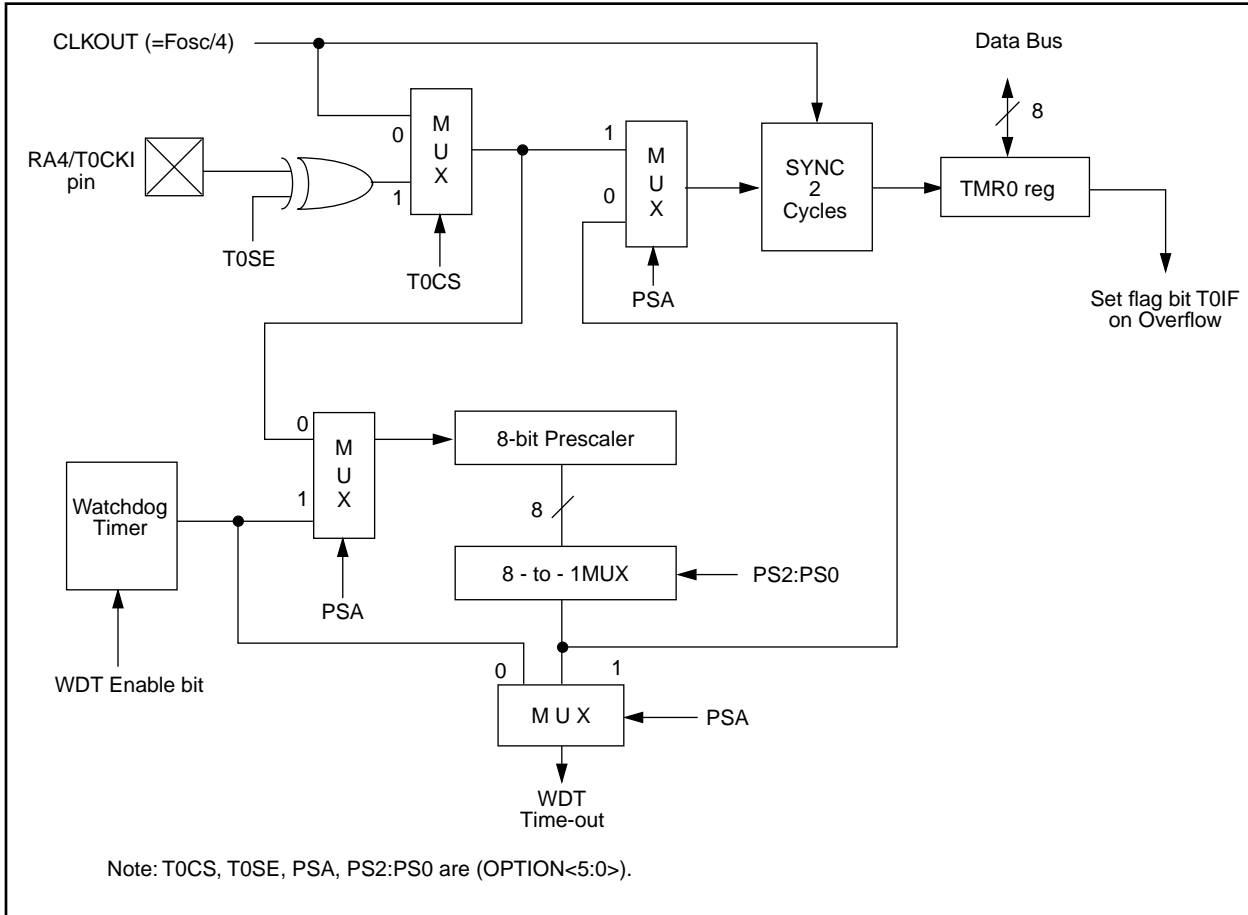 CLKOUT (=Fosc/4)
Data Bus
8
RA4/T0CKI
pin
T0SE
0
1
M
U
X
T0CS
1
0
M
U
X
PSA
SYNC
2
Cycles
TMR0 reg
Set flag bit T0IF
on Overflow
0
1
M
U
X
PSA
8-bit Prescaler
8
8 - to - 1MUX
PS2:PS0
Watchdog
Timer
WDT Enable bit
0
1
M U X
PSA
WDT
Time-out
Note: T0CS, T0SE, PSA, PS2:PS0 are (OPTION<5:0>).